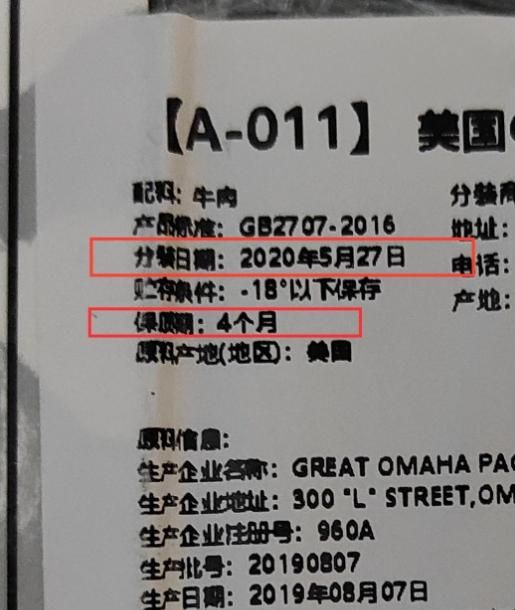 【A-011】 美国
配料: 牛肉 分装商
产品标准: GB2707-2016 地址:
分装日期: 2020年5月27日 电话:
贮存条件: -18°以下保存 产地:
保质期: 4个月
原料产地(地区): 美国
原料信息:
生产企业名称: GREAT OMAHA PAC
生产企业地址: 300 "L" STREET,OM
生产企业注册号: 960A
生产批号: 20190807
生产日期: 2019年08月07日